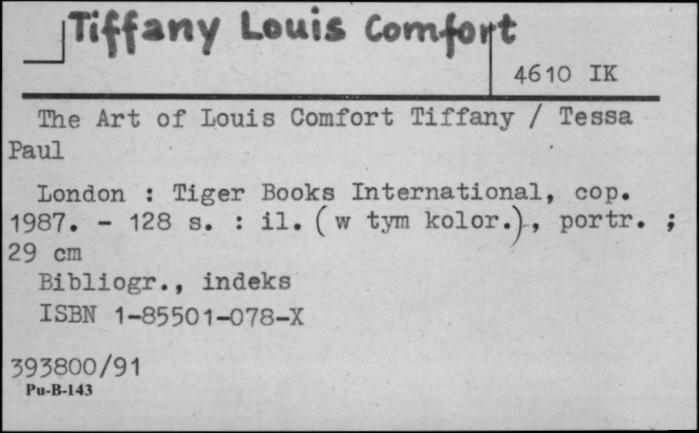 Tiffany Louis Comfort
4610 IK
The Art of Louis Comfort Tiffany / Tessa
Paul
London : Tiger Books International, cop.
1987. - 128 s. : il. (w tym kolor.), portr. ;
29 cm
Bibliogr., indeks
ISBN 1-85501-078-X
393800/91
Pu-B-143